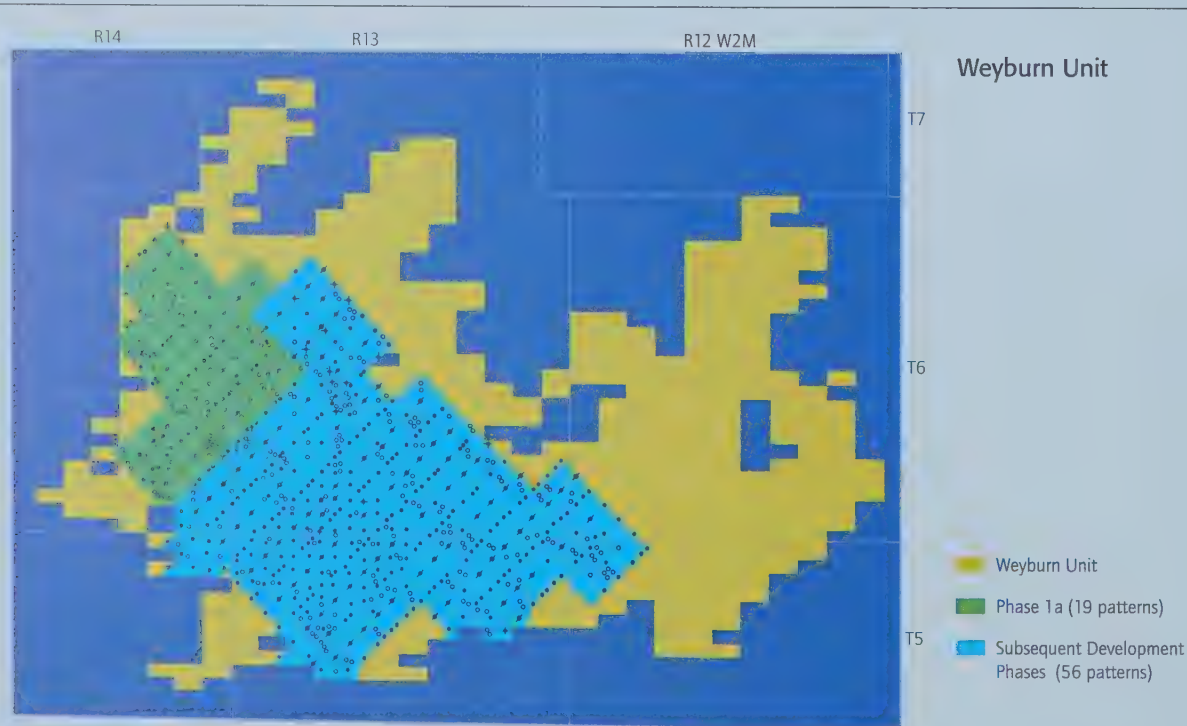 R14 R13 R12 W2M
Weyburn Unit
T7
T6
T5
Weyburn Unit
Phase 1a (19 patterns)
Subsequent Development
Phases (56 patterns)